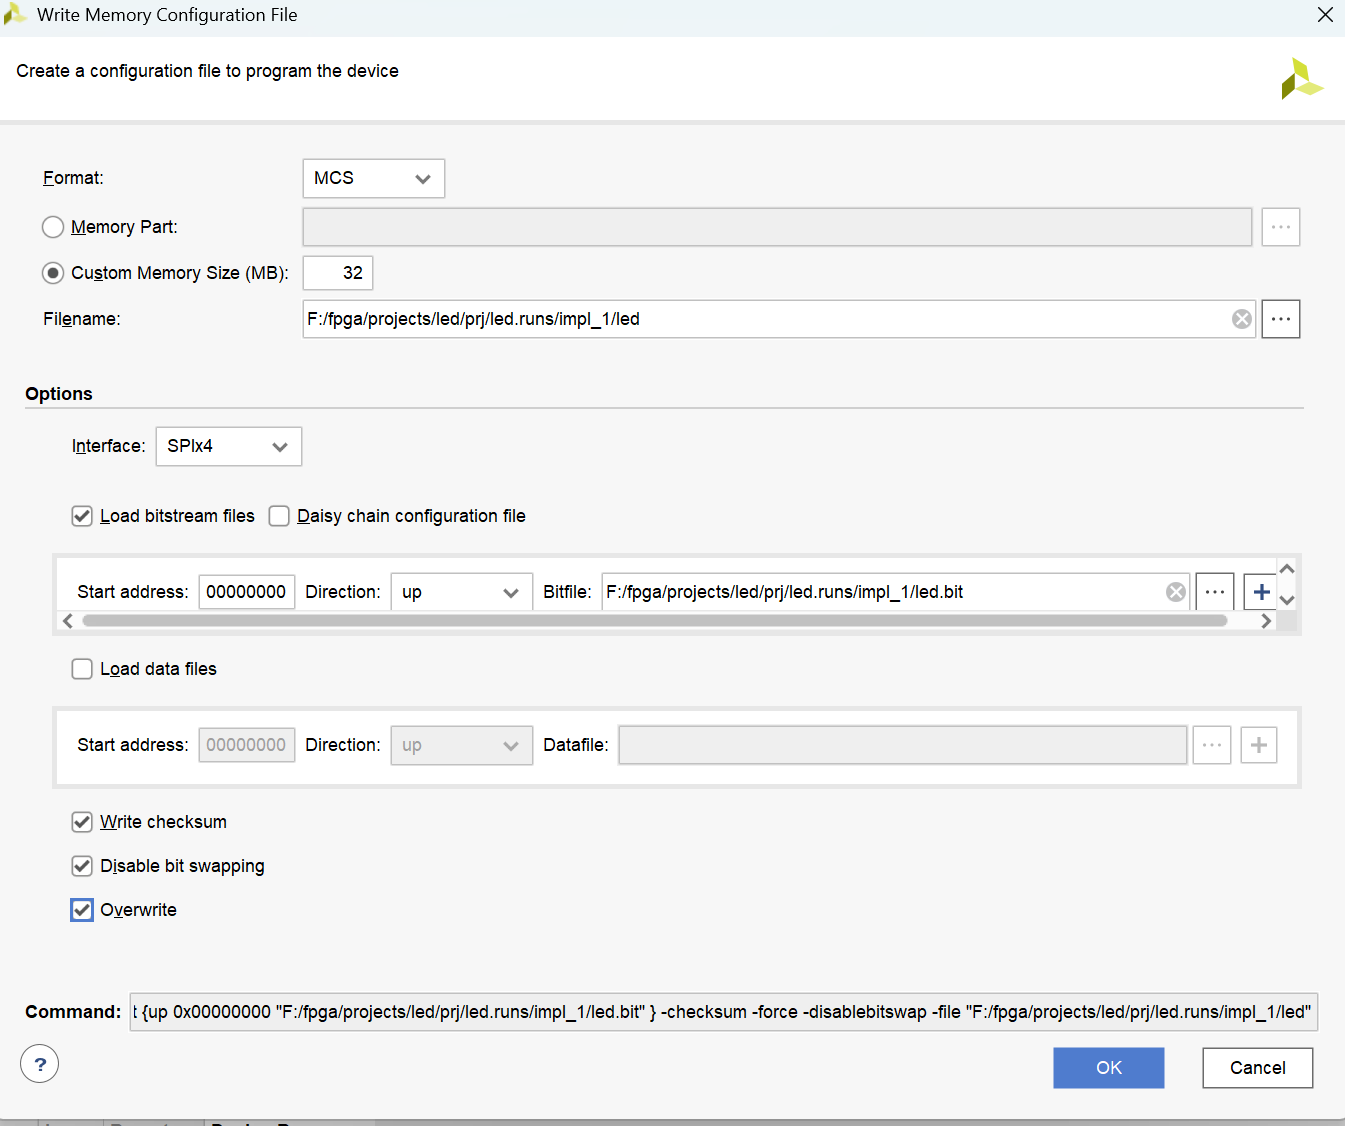 Write Memory Configuration File
Create a configuration file to program the device
Format: MCS
Memory Part: ...
Custom Memory Size (MB): 32
Filename: F:/fpga/projects/led/prj/led.runs/impl_1/led ...
Options
Interface: SPIx4
Load bitstream files Daisy chain configuration file
Start address: 00000000 Direction: up Bitfile: F:/fpga/projects/led/prj/led.runs/impl_1/led.bit ... +
Load data files
Start address: 00000000 Direction: up Datafile: ... +
Write checksum
Disable bit swapping
Overwrite
Command: t {up 0x00000000 "F:/fpga/projects/led/prj/led.runs/impl_1/led.bit" } -checksum -force -disablebitswap -file "F:/fpga/projects/led/prj/led.runs/impl_1/led"
? OK Cancel